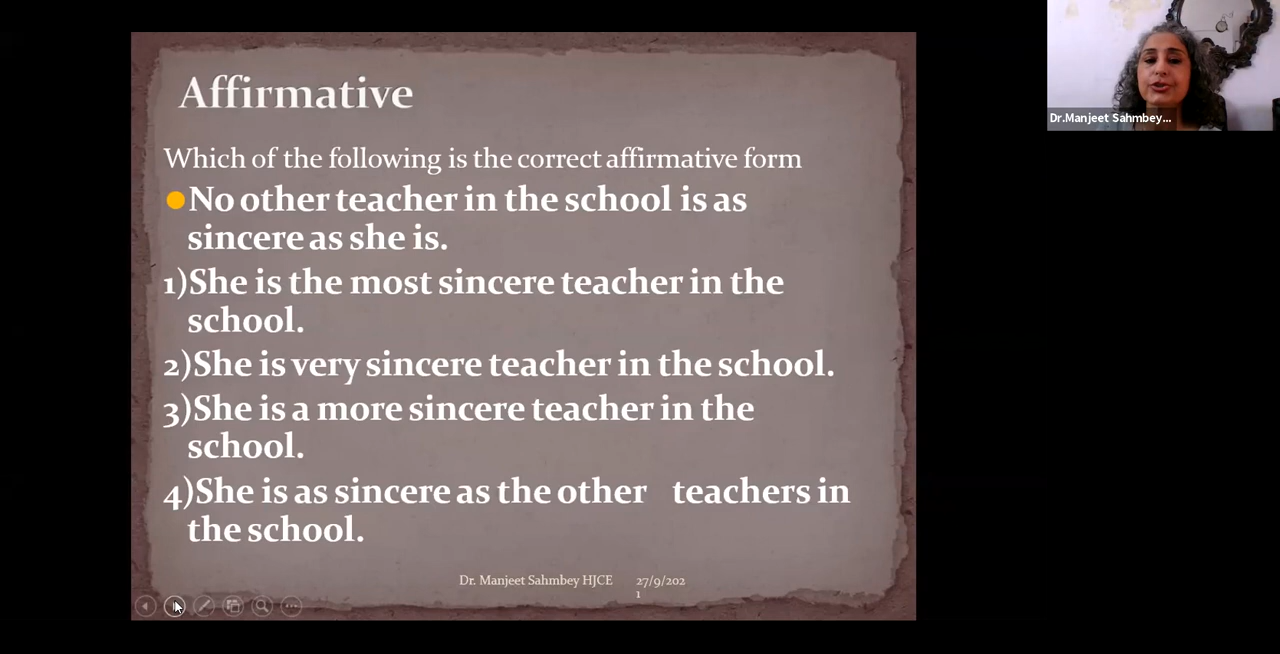 Affirmative
Which of the following is the correct affirmative form
No other teacher in the school is as
sincere as she is.
1)She is the most sincere teacher in the
school.
2)She is very sincere teacher in the school.
3)She is a more sincere teacher in the
school.
4)She is as sincere as the other teachers in
the school.
Dr. Manjeet Sahmbey HJCE 27/9/202
1
Dr.Manjeet Sahmbey...